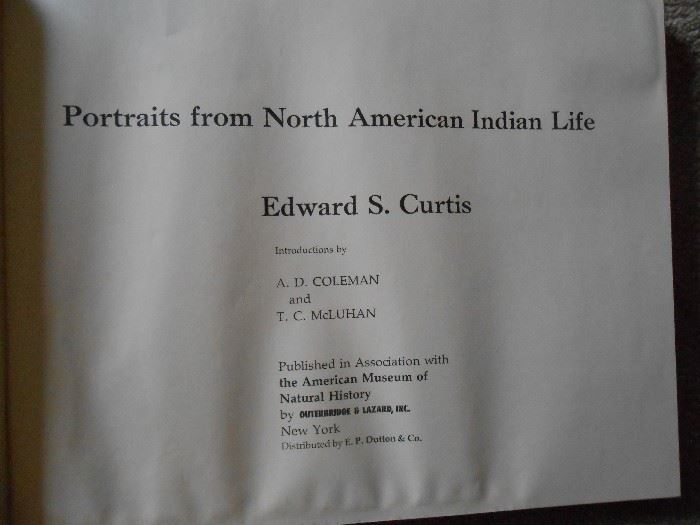 Portraits from North American Indian Life
Edward S. Curtis
Introductions by
A. D. COLEMAN
and
T. C. McLUHAN
Published in Association with
the American Museum of
Natural History
by OUTERBRIDGE & LAZARD, INC.
New York
Distributed by E. P. Dutton & Co.